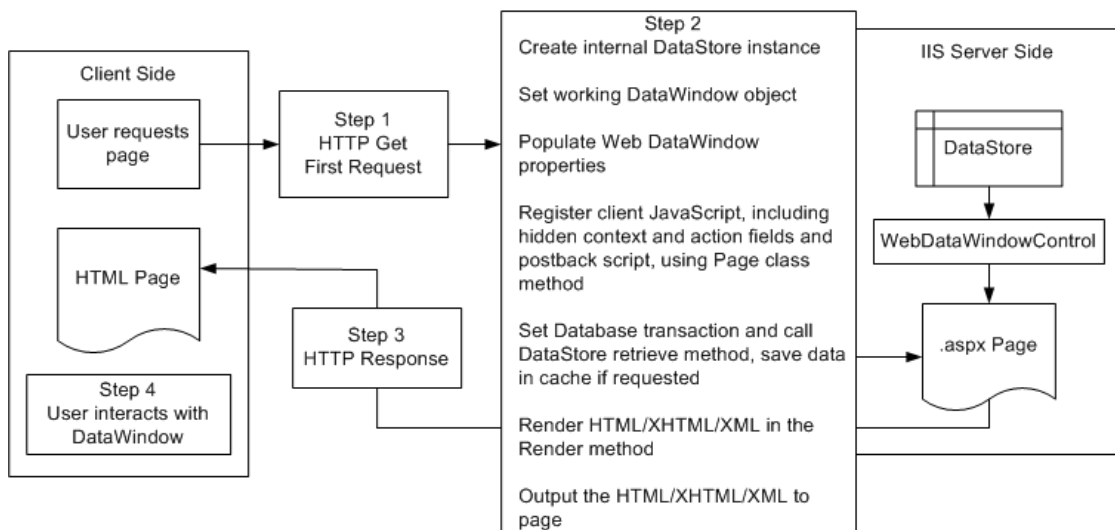 Client Side
User requests
page
HTML Page
Step 4
User interacts with
DataWindow
Step 1
HTTP Get
First Request
Step 3
HTTP Response
Step 2
Create internal DataStore instance
Set working DataWindow object
Populate Web DataWindow
properties
Register client JavaScript, including
hidden context and action fields and
postback script, using Page class
method
Set Database transaction and call
DataStore retrieve method, save data
in cache if requested
Render HTML/XHTML/XML in the
Render method
Output the HTML/XHTML/XML to
page
IIS Server Side
DataStore
WebDataWindowControl
.aspx Page